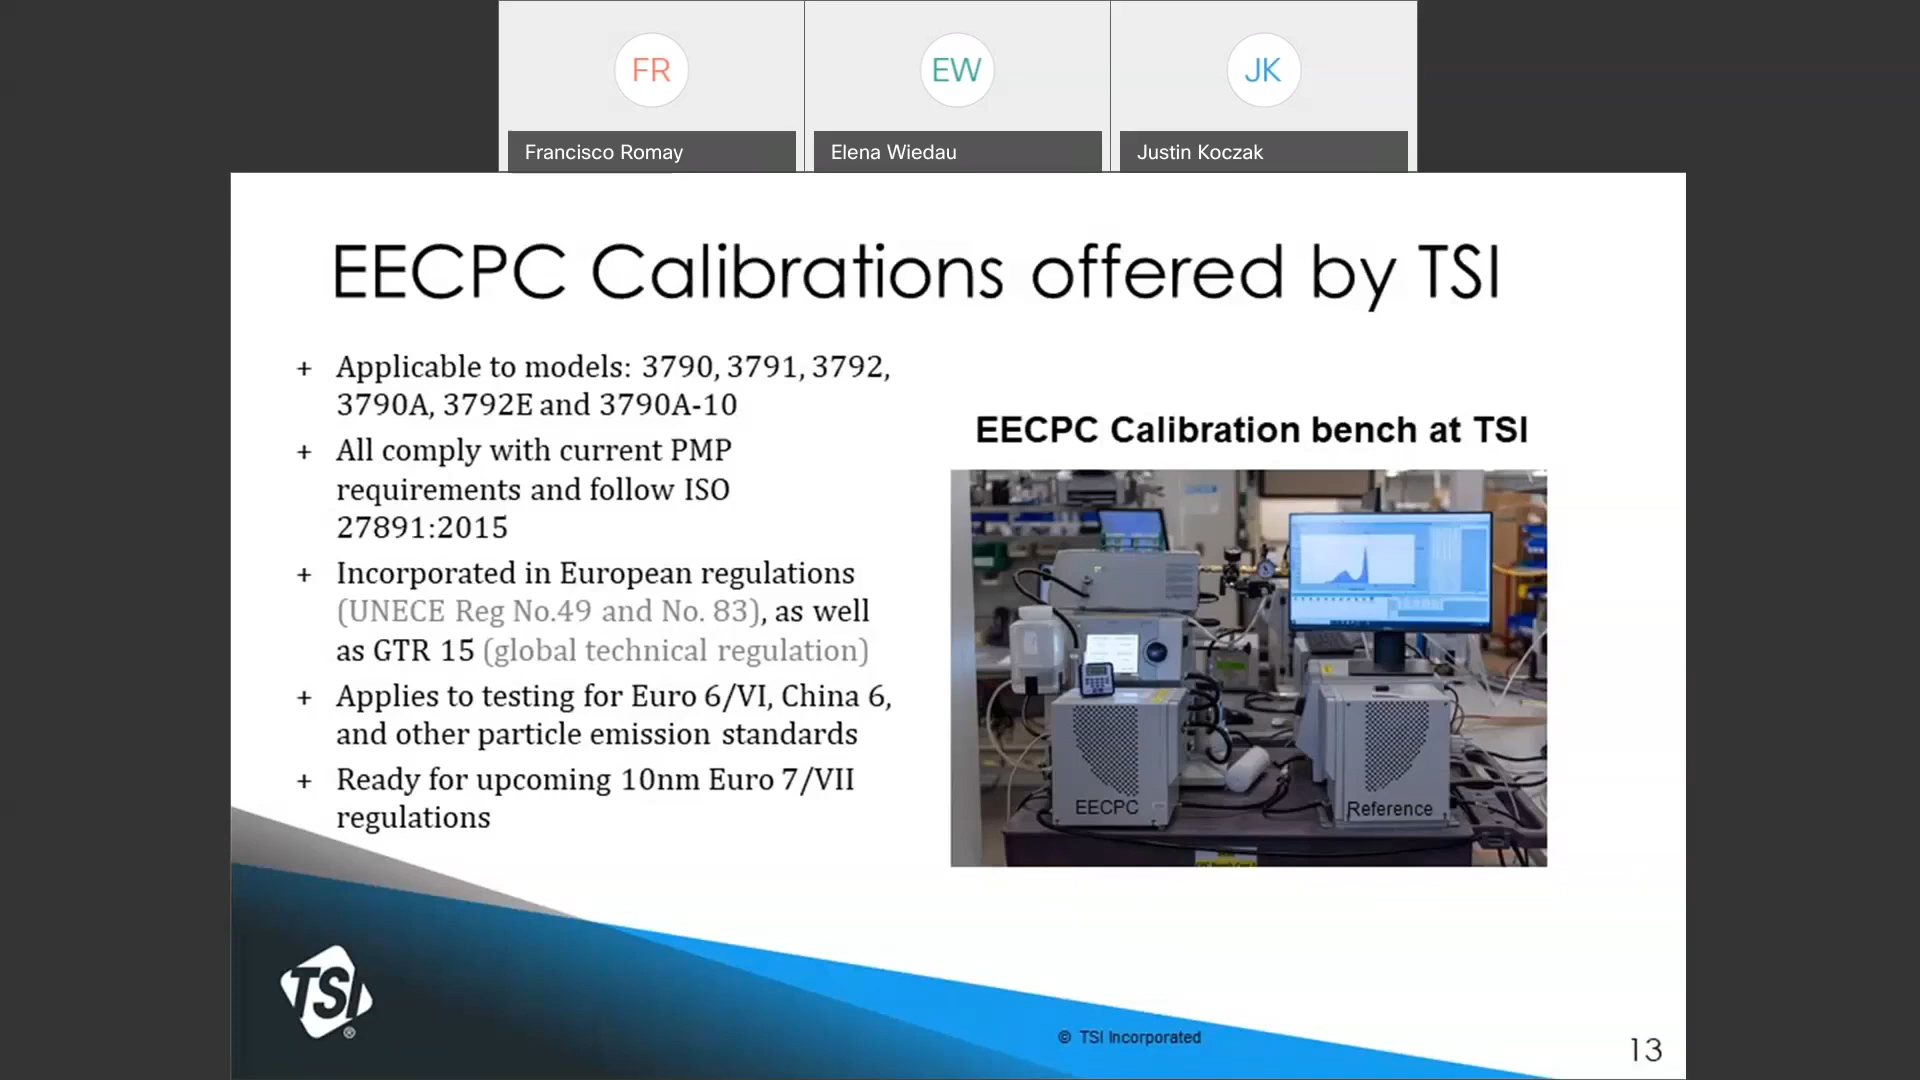 FR
EW
JK
Francisco Romay
Elena Wiedau
Justin Koczak
EECPC Calibrations offered by TSI
+ Applicable to models: 3790, 3791, 3792,
3790A, 3792E and 3790A-10
+ All comply with current PMP
requirements and follow ISO
27891:2015
+ Incorporated in European regulations
(UNECE Reg No.49 and No. 83), as well
as GTR 15 (global technical regulation)
+ Applies to testing for Euro 6/VI, China 6,
and other particle emission standards
+ Ready for upcoming 10nm Euro 7/VII
regulations
EECPC Calibration bench at TSI
EECPC
Reference
TSI®
© TSI Incorporated
13